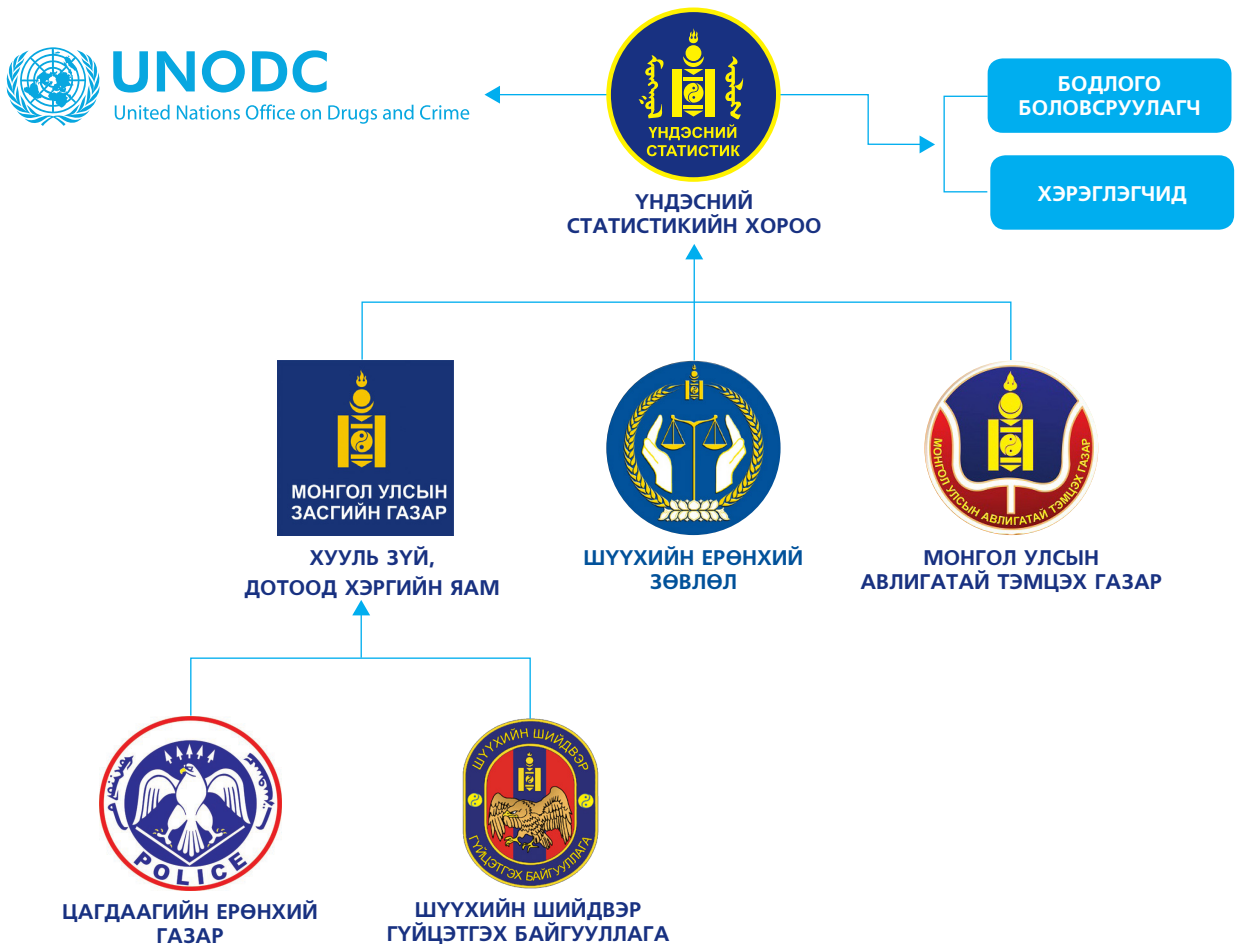 UNODC
United Nations Office on Drugs and Crime
ҮНДЭСНИЙ
СТАТИСТИК
ҮНДЭСНИЙ
СТАТИСТИКИЙН ХОРОО
БОДЛОГО
БОЛОВСРУУЛАГЧ
ХЭРЭГЛЭГЧИД
МОНГОЛ УЛСЫН
ЗАСГИЙН ГАЗАР
ХУУЛЬ ЗҮЙ,
ДОТООД ХЭРГИЙН ЯАМ
ШҮҮХИЙН ЕРӨНХИЙ
ЗӨВЛӨЛ
МОНГОЛ УЛСЫН АВЛИГАТАЙ ТЭМЦЭХ ГАЗАР
МОНГОЛ УЛСЫН
АВЛИГАТАЙ ТЭМЦЭХ ГАЗАР
POLICE
ЦАГДААГИЙН ЕРӨНХИЙ
ГАЗАР
ШҮҮХИЙН ШИЙДВЭР
ГҮЙЦЭТГЭХ БАЙГУУЛЛАГА
ШҮҮХИЙН ШИЙДВЭР
ГҮЙЦЭТГЭХ БАЙГУУЛЛАГА